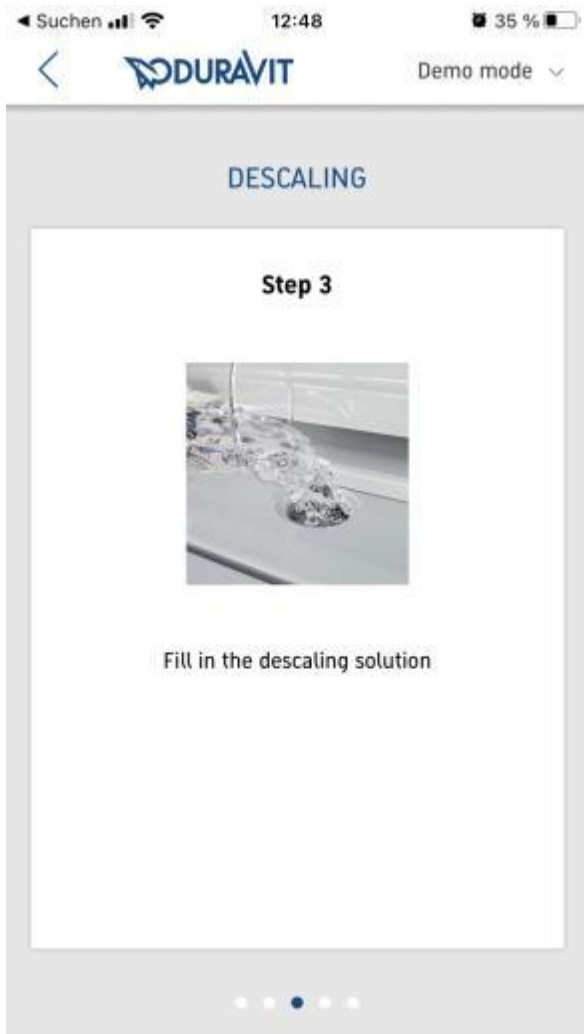 Suchen
12:48
35 %
DURAVIT
Demo mode
DESCALING
Step 3
Fill in the descaling solution